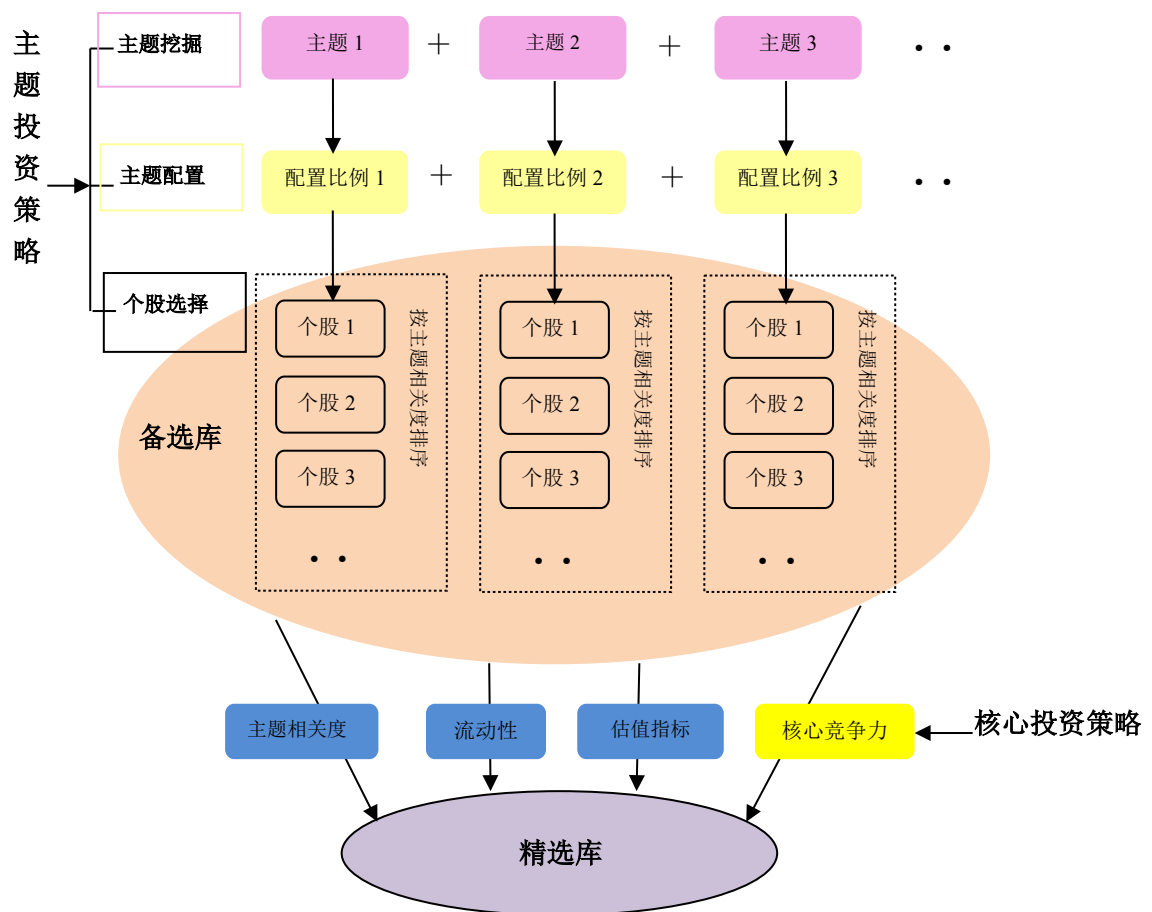 主题投资策略
主题挖掘
主题 1 + 主题 2 + 主题 3 · ·
主题配置
配置比例 1 + 配置比例 2 + 配置比例 3 · ·
个股选择
备选库
个股 1
个股 2
个股 3
· ·
按主题相关度排序
个股 1
个股 2
个股 3
· ·
按主题相关度排序
个股 1
个股 2
个股 3
· ·
按主题相关度排序
主题相关度
流动性
估值指标
核心竞争力
核心投资策略
精选库